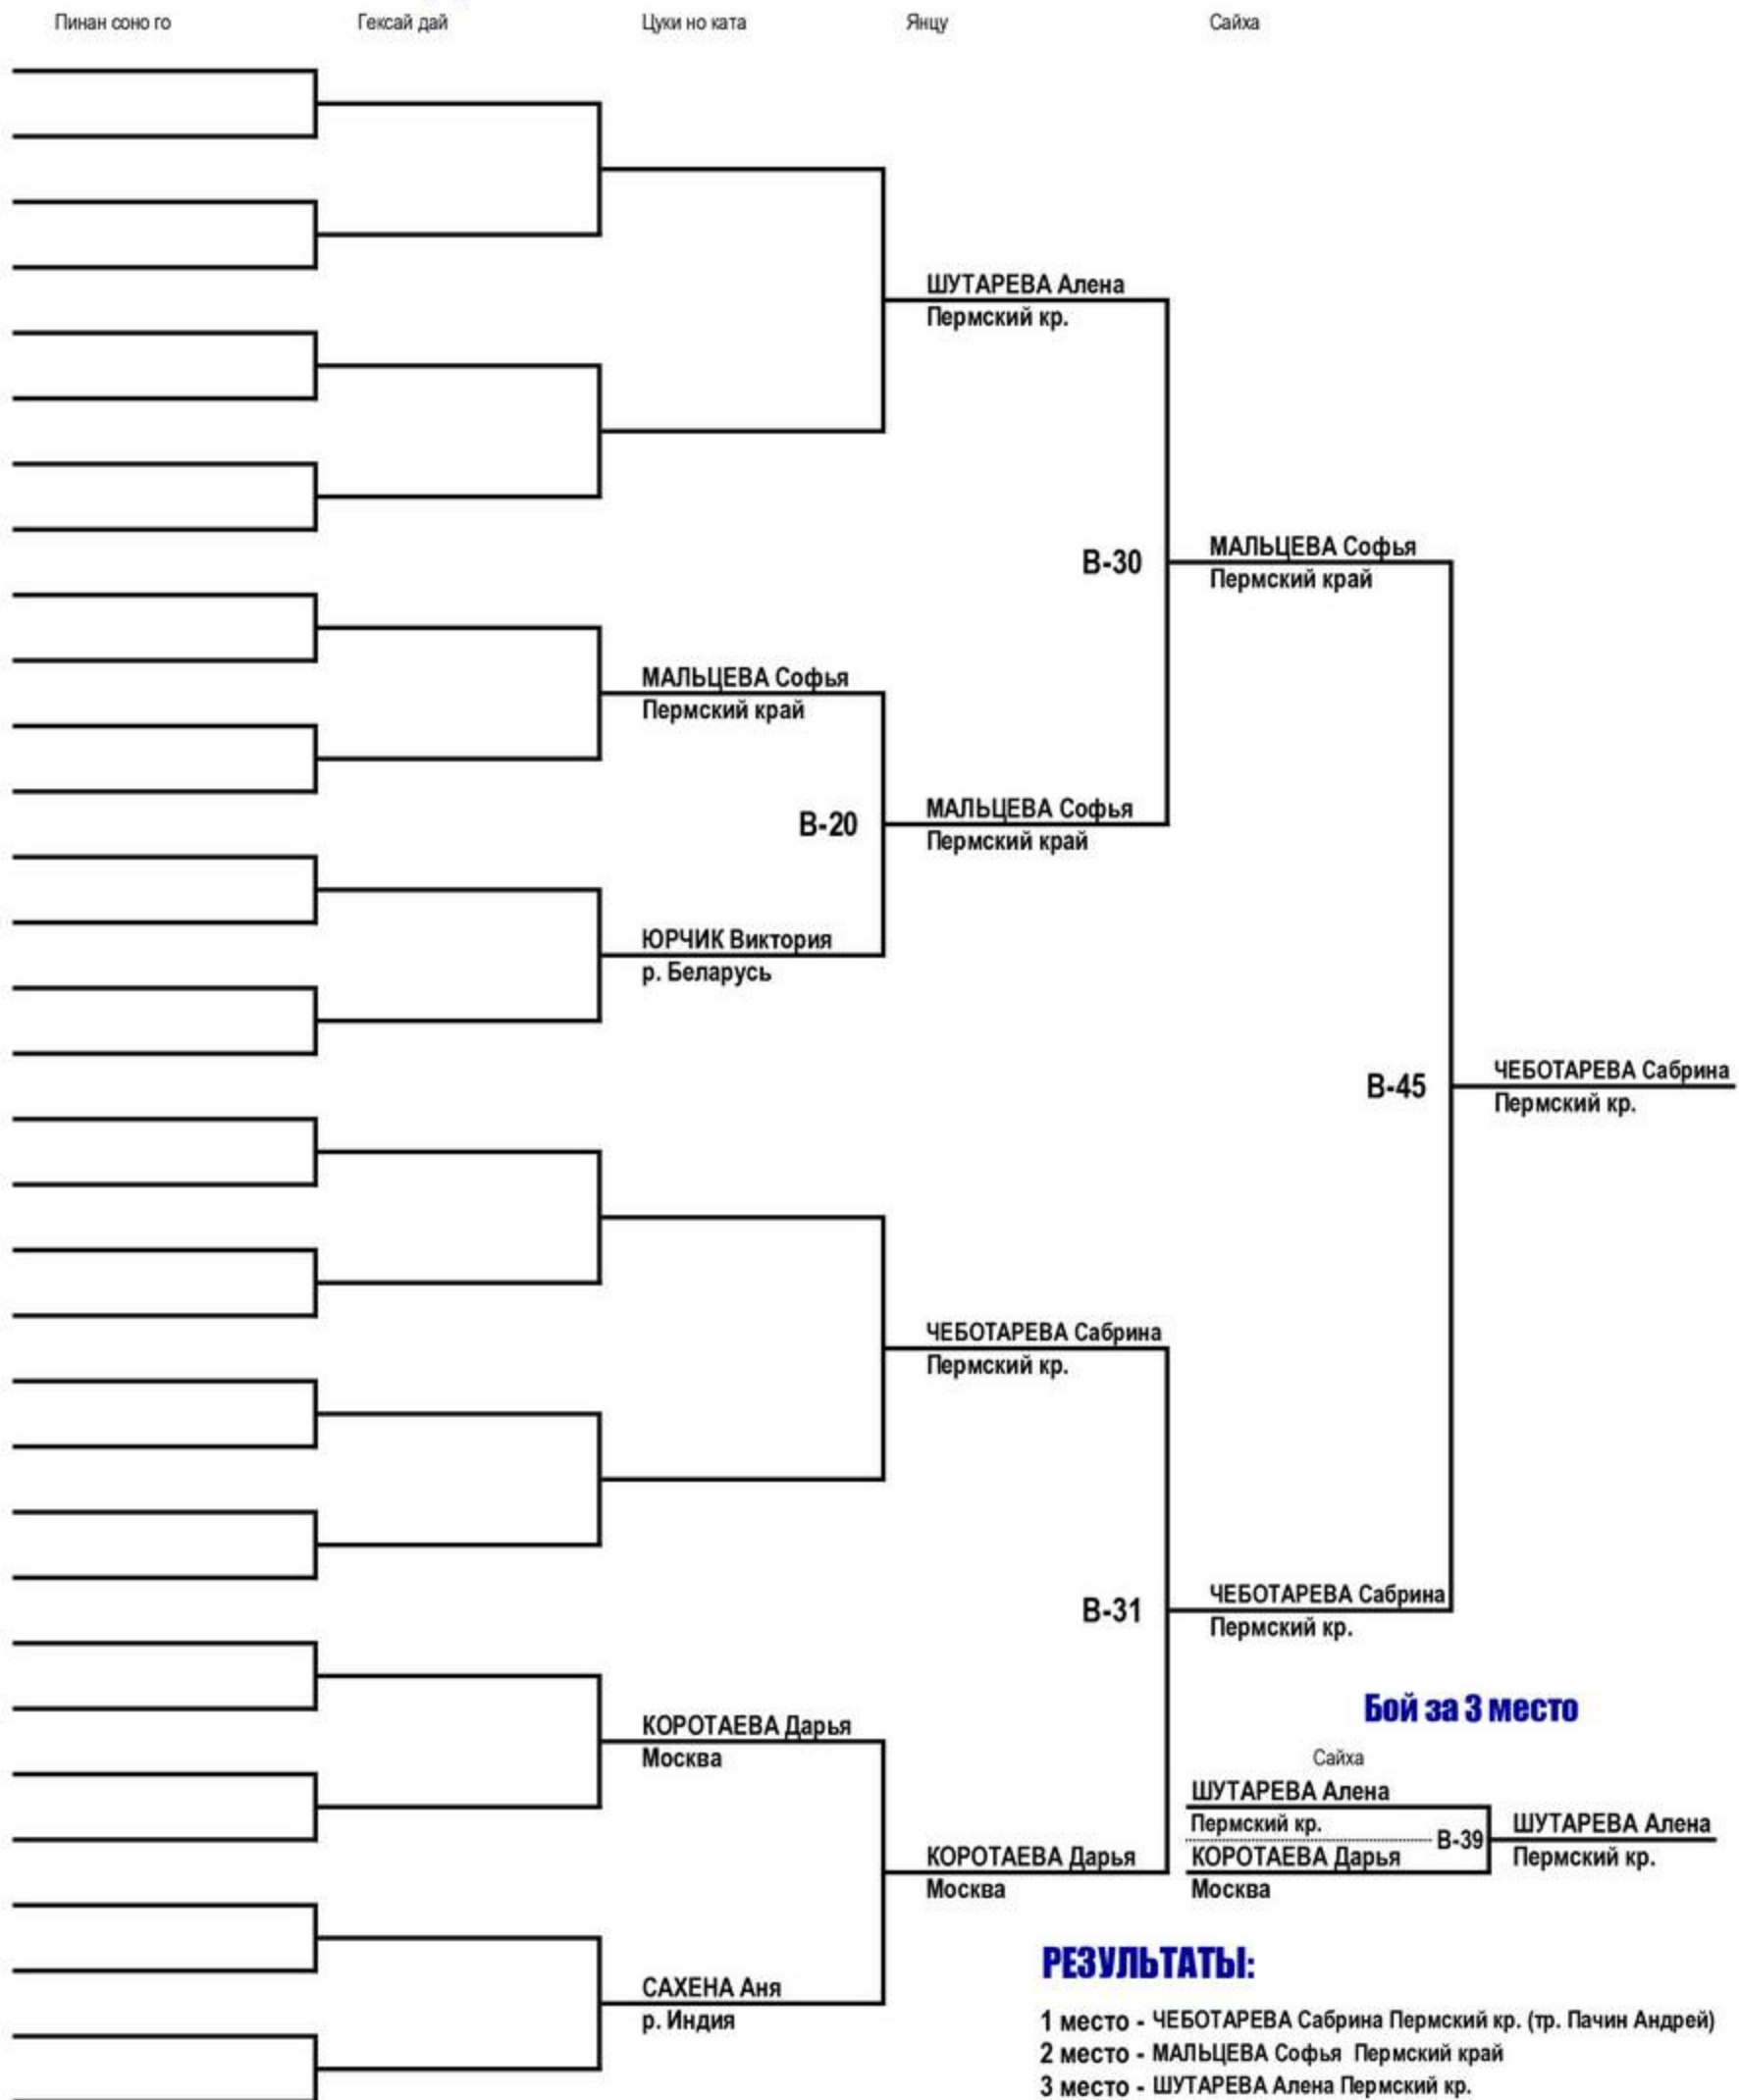 Пинан соно го
Гексай дай
Цуки но ката
Янцу
Сайха
ШУТАРЕВА Алена
Пермский кр.
В-30
МАЛЬЦЕВА Софья
Пермский край
МАЛЬЦЕВА Софья
Пермский край
В-20
МАЛЬЦЕВА Софья
Пермский край
ЮРЧИК Виктория
р. Беларусь
В-45
ЧЕБОТАРЕВА Сабрина
Пермский кр.
ЧЕБОТАРЕВА Сабрина
Пермский кр.
В-31
ЧЕБОТАРЕВА Сабрина
Пермский кр.
КОРОТАЕВА Дарья
Москва
КОРОТАЕВА Дарья
Москва
САХЕНА Аня
р. Индия
Бой за 3 место
Сайха
ШУТАРЕВА Алена
Пермский кр.
В-39
КОРОТАЕВА Дарья
Москва
ШУТАРЕВА Алена
Пермский кр.
РЕЗУЛЬТАТЫ:
1 место - ЧЕБОТАРЕВА Сабрина Пермский кр. (тр. Пачин Андрей)
2 место - МАЛЬЦЕВА Софья Пермский край
3 место - ШУТАРЕВА Алена Пермский кр.